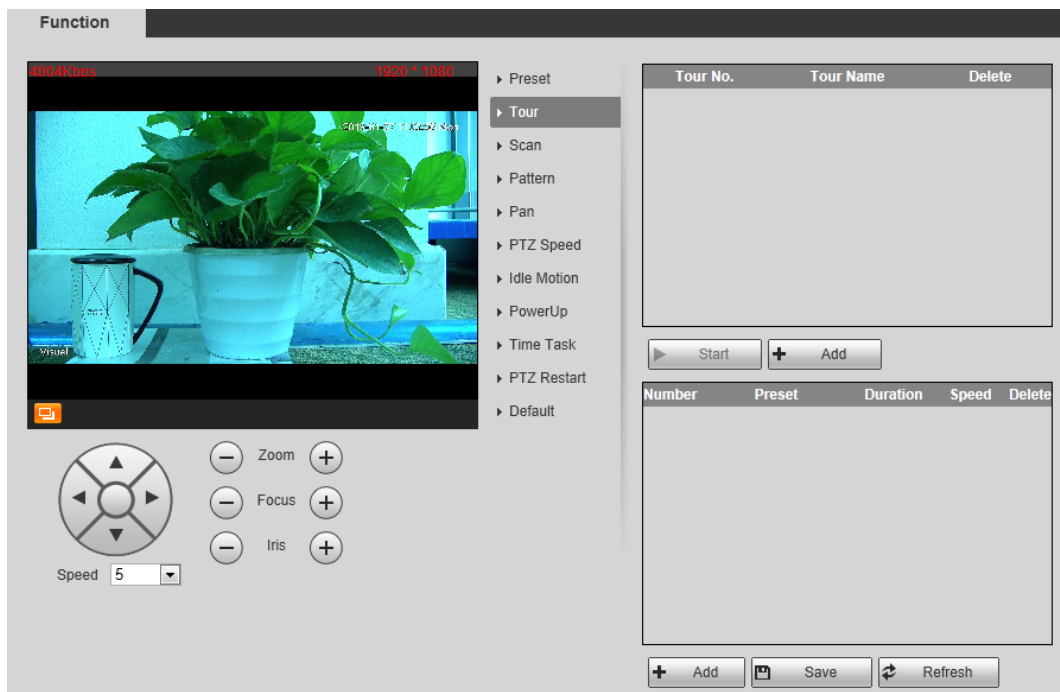 Function
4004Kbps 1920 * 1080
Visual
Preset
Tour
Scan
Pattern
Pan
PTZ Speed
Idle Motion
PowerUp
Time Task
PTZ Restart
Default
Zoom
Focus
Iris
Speed 5
Tour No. Tour Name Delete
Start Add
Number Preset Duration Speed Delete
Add Save Refresh